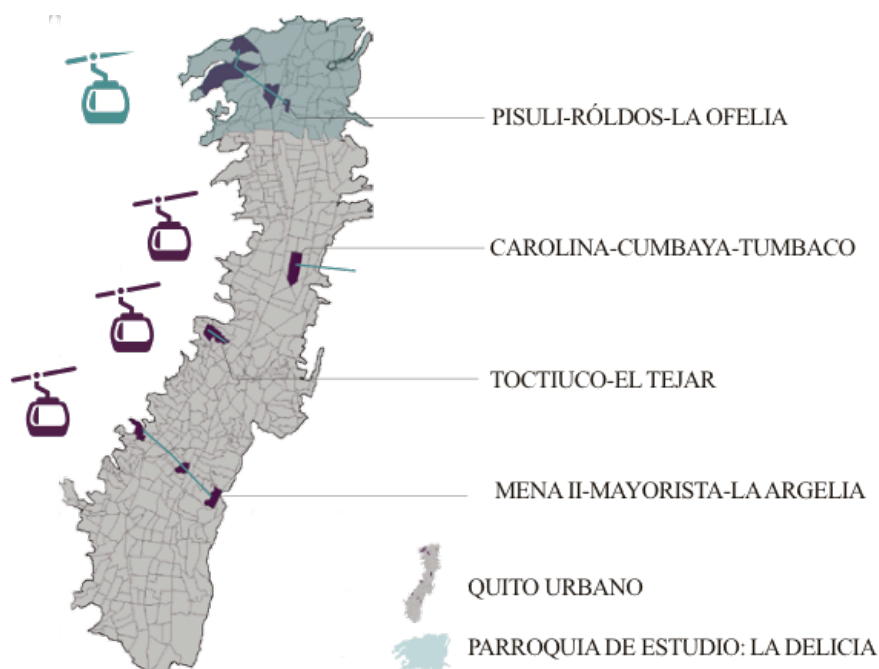 PISULI-RÓLDOS-LA OFELIA
CAROLINA-CUMBAYA-TUMBACO
TOCTIUCO-EL TEJAR
MENA II-MAYORISTA-LA ARGELIA
QUITO URBANO
PARROQUIA DE ESTUDIO: LA DELICIA